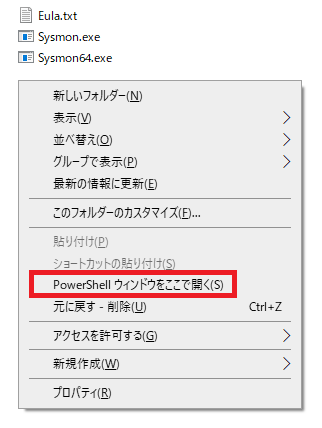 Eula.txt
Sysmon.exe
Sysmon64.exe
新しいフォルダー(N)
表示(V)
並べ替え(O)
グループで表示(P)
最新の情報に更新(E)
このフォルダーのカスタマイズ(F)...
貼り付け(P)
ショートカットの貼り付け(S)
PowerShell ウィンドウをここで開く(S)
元に戻す - 削除(U) Ctrl+Z
アクセスを許可する(G)
新規作成(W)
プロパティ(R)